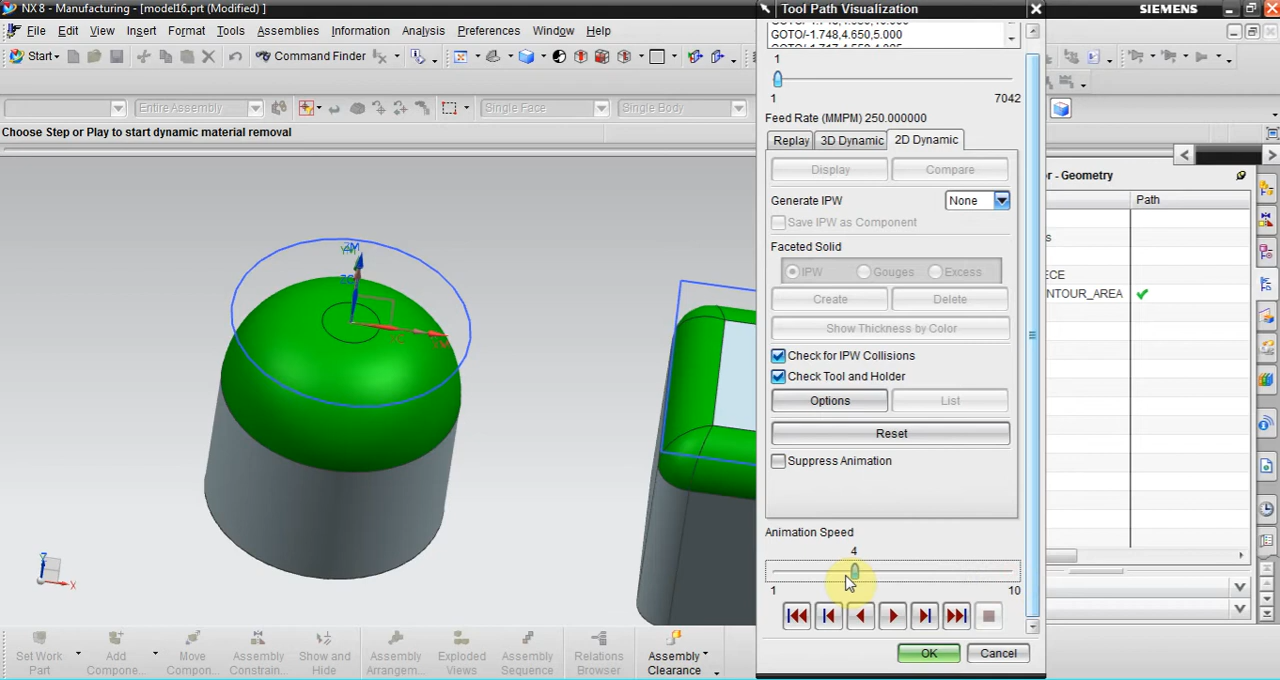 NX 8 - Manufacturing - [model16.prt (Modified) ]
Tool Path Visualization
SIEMENS
File Edit View Insert Format Tools Assemblies Information Analysis Preferences Window Help
Start
Command Finder
Entire Assembly
Single Face
Single Body
Choose Step or Play to start dynamic material removal
GOTO/-1.748,4.650,5.000
1
1
7042
Feed Rate (MMPM) 250.000000
Replay 3D Dynamic 2D Dynamic
Display Compare
Generate IPW None
Save IPW as Component
Faceted Solid
IPW Gouges Excess
Create Delete
Show Thickness by Color
Check for IPW Collisions
Check Tool and Holder
Options List
Reset
Suppress Animation
Animation Speed
4
1
10
OK Cancel
or - Geometry
Path
s
ECE
NTOUR_AREA
ZM
XC
XM
Z
X
Set Work
Part
Add
Compone...
Move
Compon...
Assembly
Constrain...
Show and
Hide
Assembly
Arrangem...
Exploded
Views
Assembly
Sequence
Relations
Browser
Assembly
Clearance